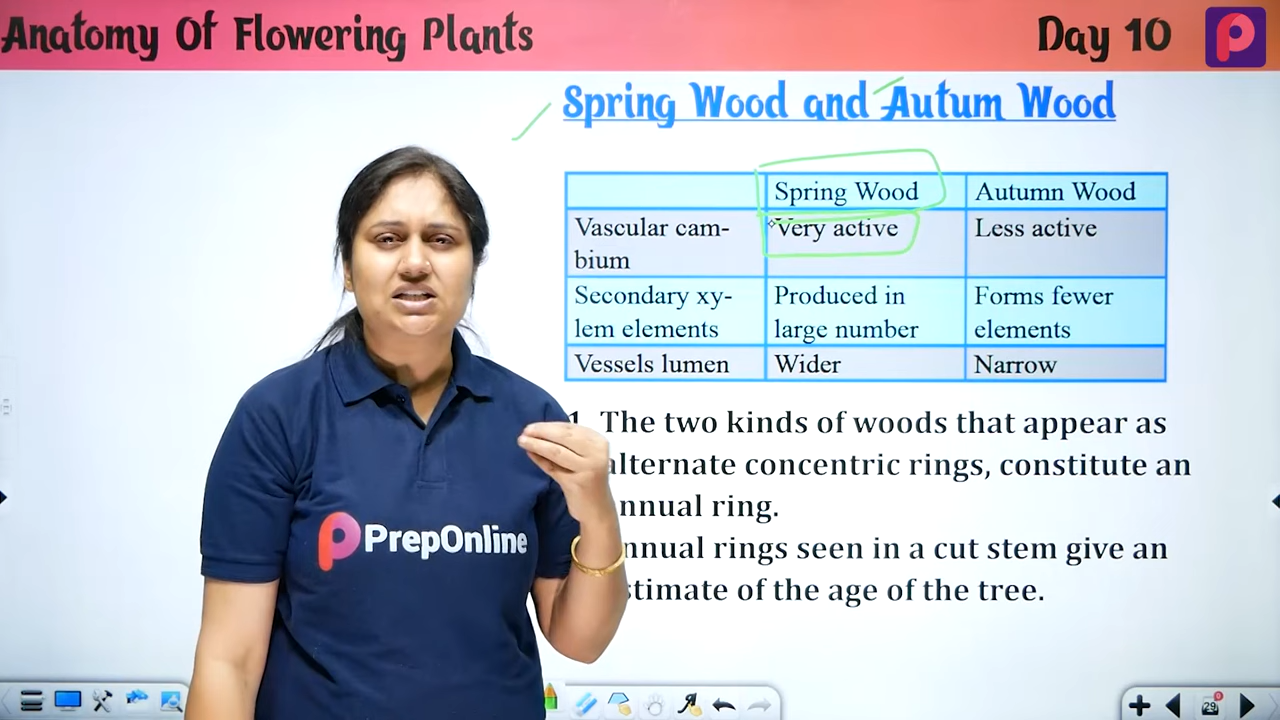 Anatomy Of Flowering Plants
Day 10
Spring Wood and Autum Wood
Spring Wood
Autumn Wood
Vascular cam-
bium
Very active
Less active
Secondary xy-
lem elements
Produced in
large number
Forms fewer
elements
Vessels lumen
Wider
Narrow
1. The two kinds of woods that appear as
alternate concentric rings, constitute an
nnual ring.
nnual rings seen in a cut stem give an
stimate of the age of the tree.
PrepOnline
29